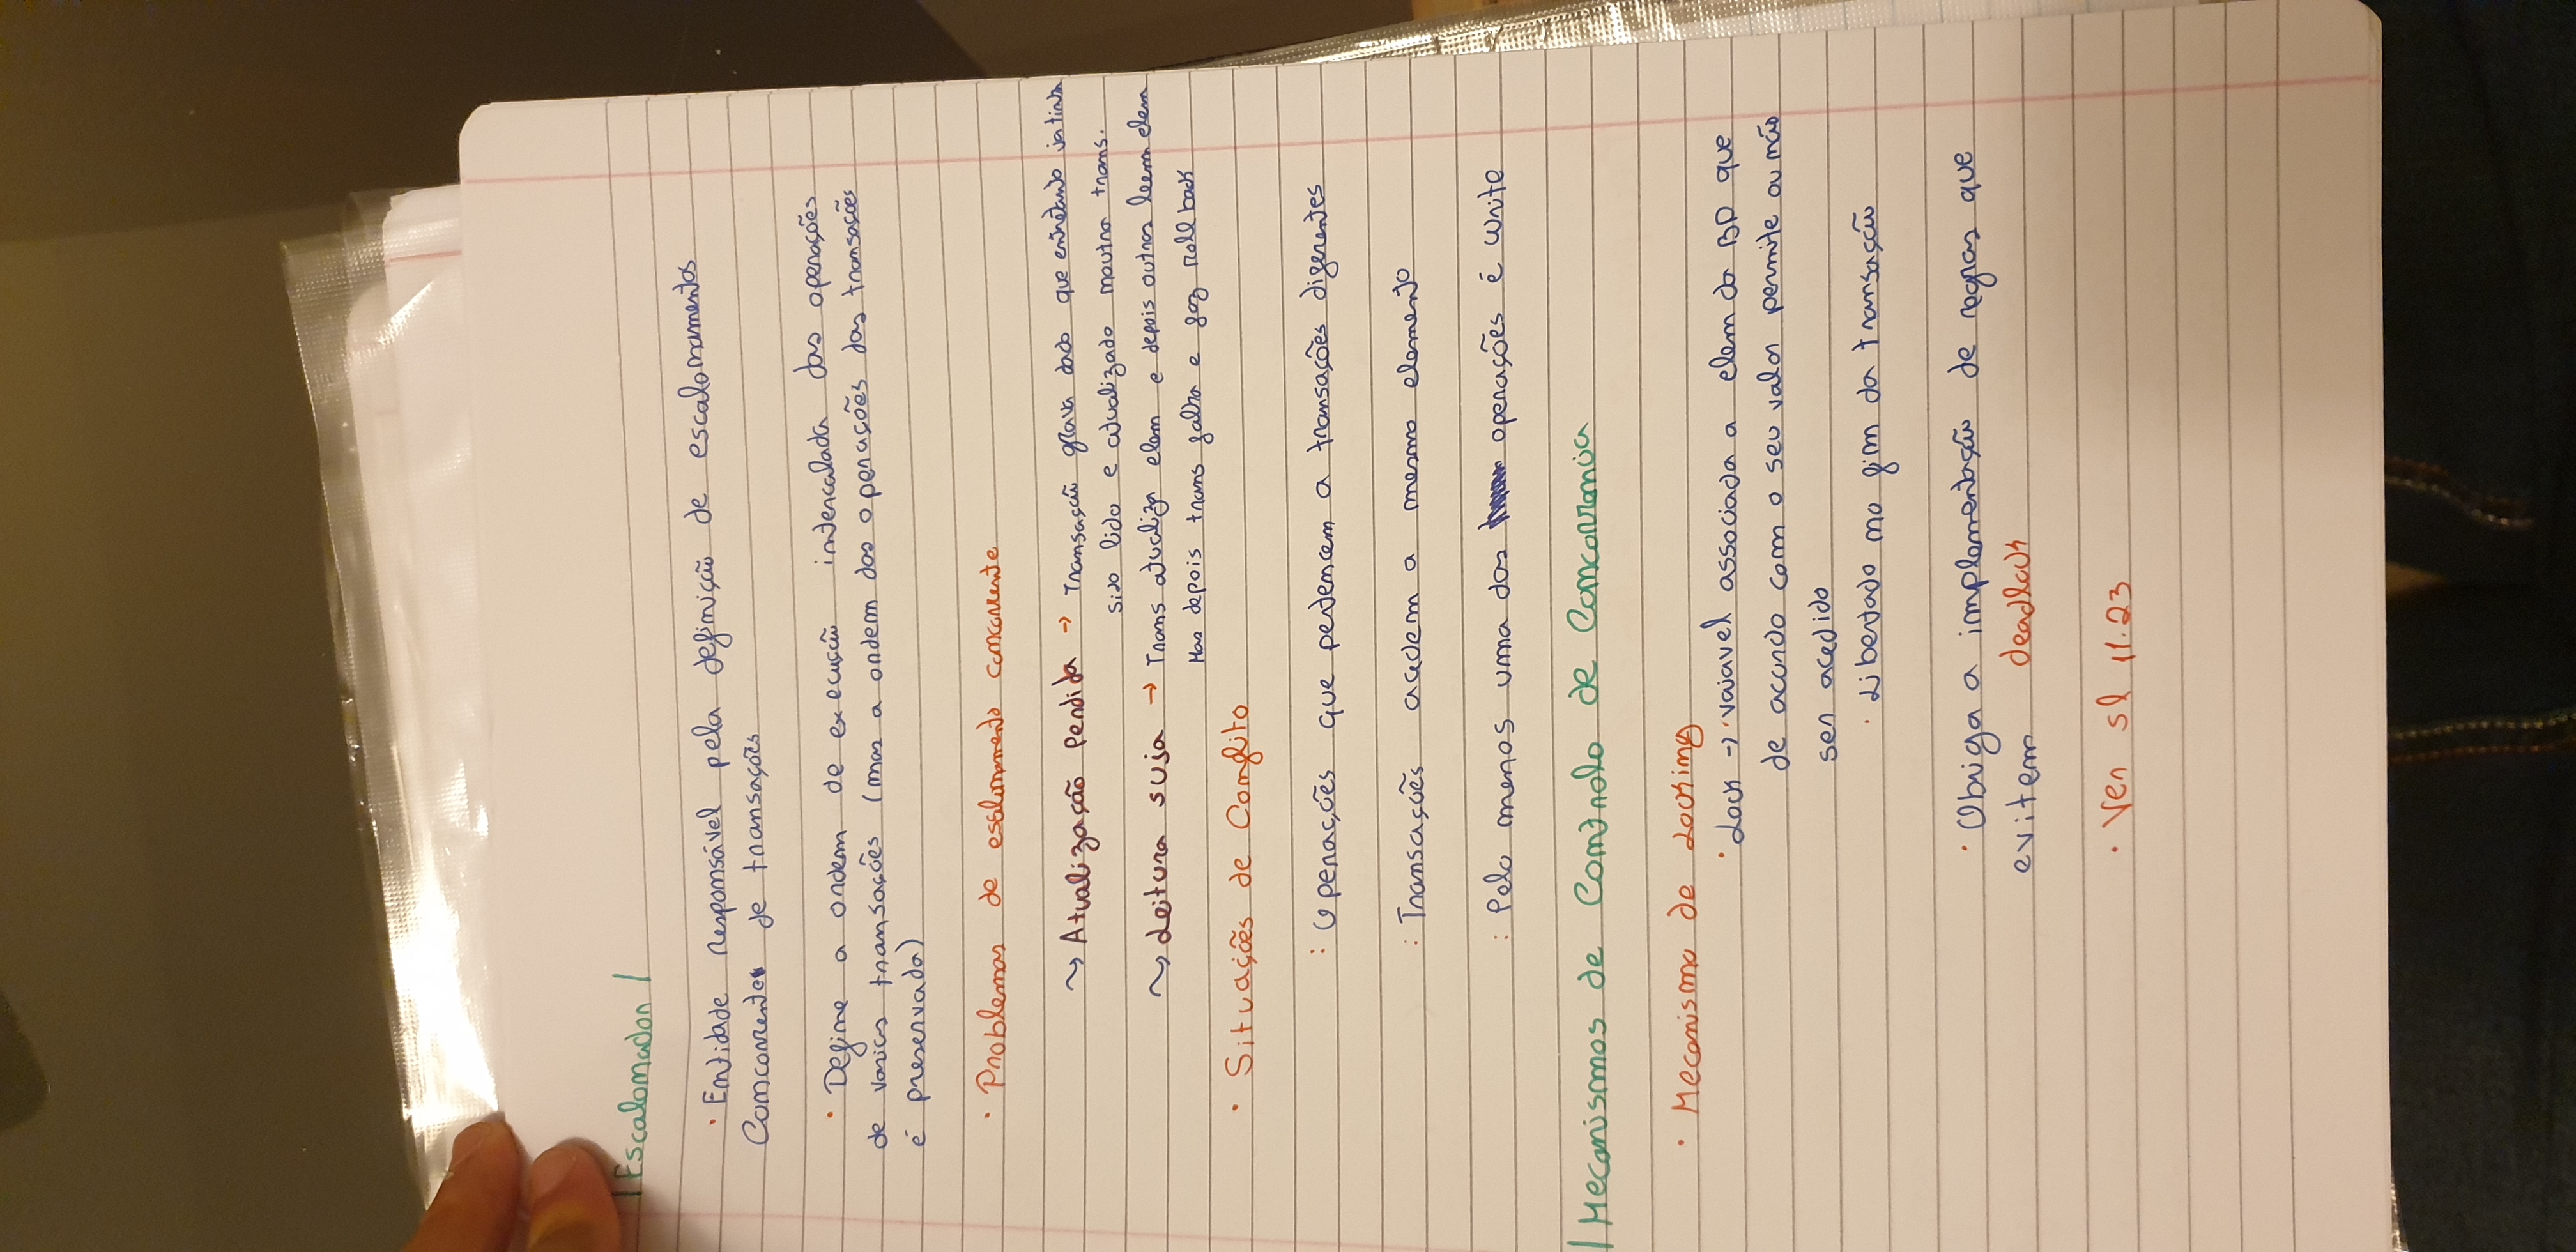 | Escalonador |
· Entidade responsável pela definição de escalonamentos
Concorrentes de transações
· Define a ordem de execução intercalada das operações
de varias transações (mas a ordem das operações das transações
é preservada)
· Problemas de escalonamento concorrente
~> Atualização Perdida -> Transação grava dado que entretanto ja tinha
sido lido e atualizado noutra trans.
~> Leitura suja -> Trans atualiza elem e depois outras leem elem
Mas depois trans falha e faz rollback
· Situações de Conflito
: Operações que pertencem a transações diferentes
: Transações acedem a mesmo elemento
: Pelo menos uma das operações é write
| Mecanismos de Controlo de Concorrencia
· Mecanismo de Locking
· Lock -> · vaiavel associada a elem da BD que
de acordo com o seu valor permite ou não
ser acedido
· Libertado no fim da transação
· Obriga a implementação de regras que
evitem deadlock
· Ver sl 11.23